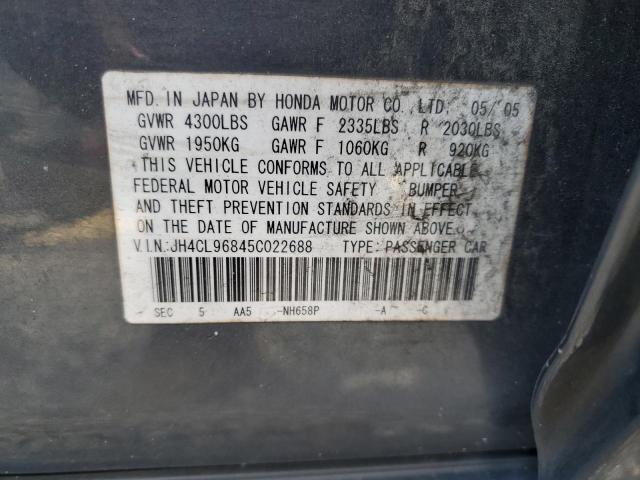 MFD. IN JAPAN BY HONDA MOTOR CO.,LTD. 05/'05
GVWR 4300LBS GAWR F 2335LBS R 2030LBS
GVWR 1950KG GAWR F 1060KG R 920KG
THIS VEHICLE CONFORMS TO ALL APPLICABLE
FEDERAL MOTOR VEHICLE SAFETY, BUMPER,
AND THEFT PREVENTION STANDARDS IN EFFECT
ON THE DATE OF MANUFACTURE SHOWN ABOVE.
V.I.N.:JH4CL96845C022688 TYPE: PASSENGER CAR
SEC 5 AA5 -NH658P -A -C